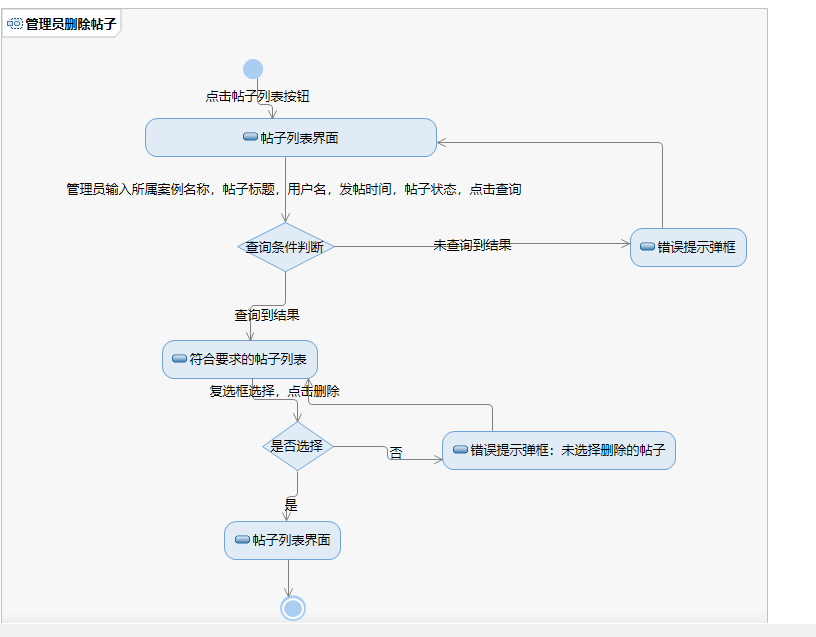 管理员删除帖子
点击帖子列表按钮
帖子列表界面
管理员输入所属案例名称，帖子标题，用户名，发帖时间，帖子状态，点击查询
查询条件判断
未查询到结果
错误提示弹框
查询到结果
符合要求的帖子列表
复选框选择，点击删除
是否选择
否
错误提示弹框：未选择删除的帖子
是
帖子列表界面